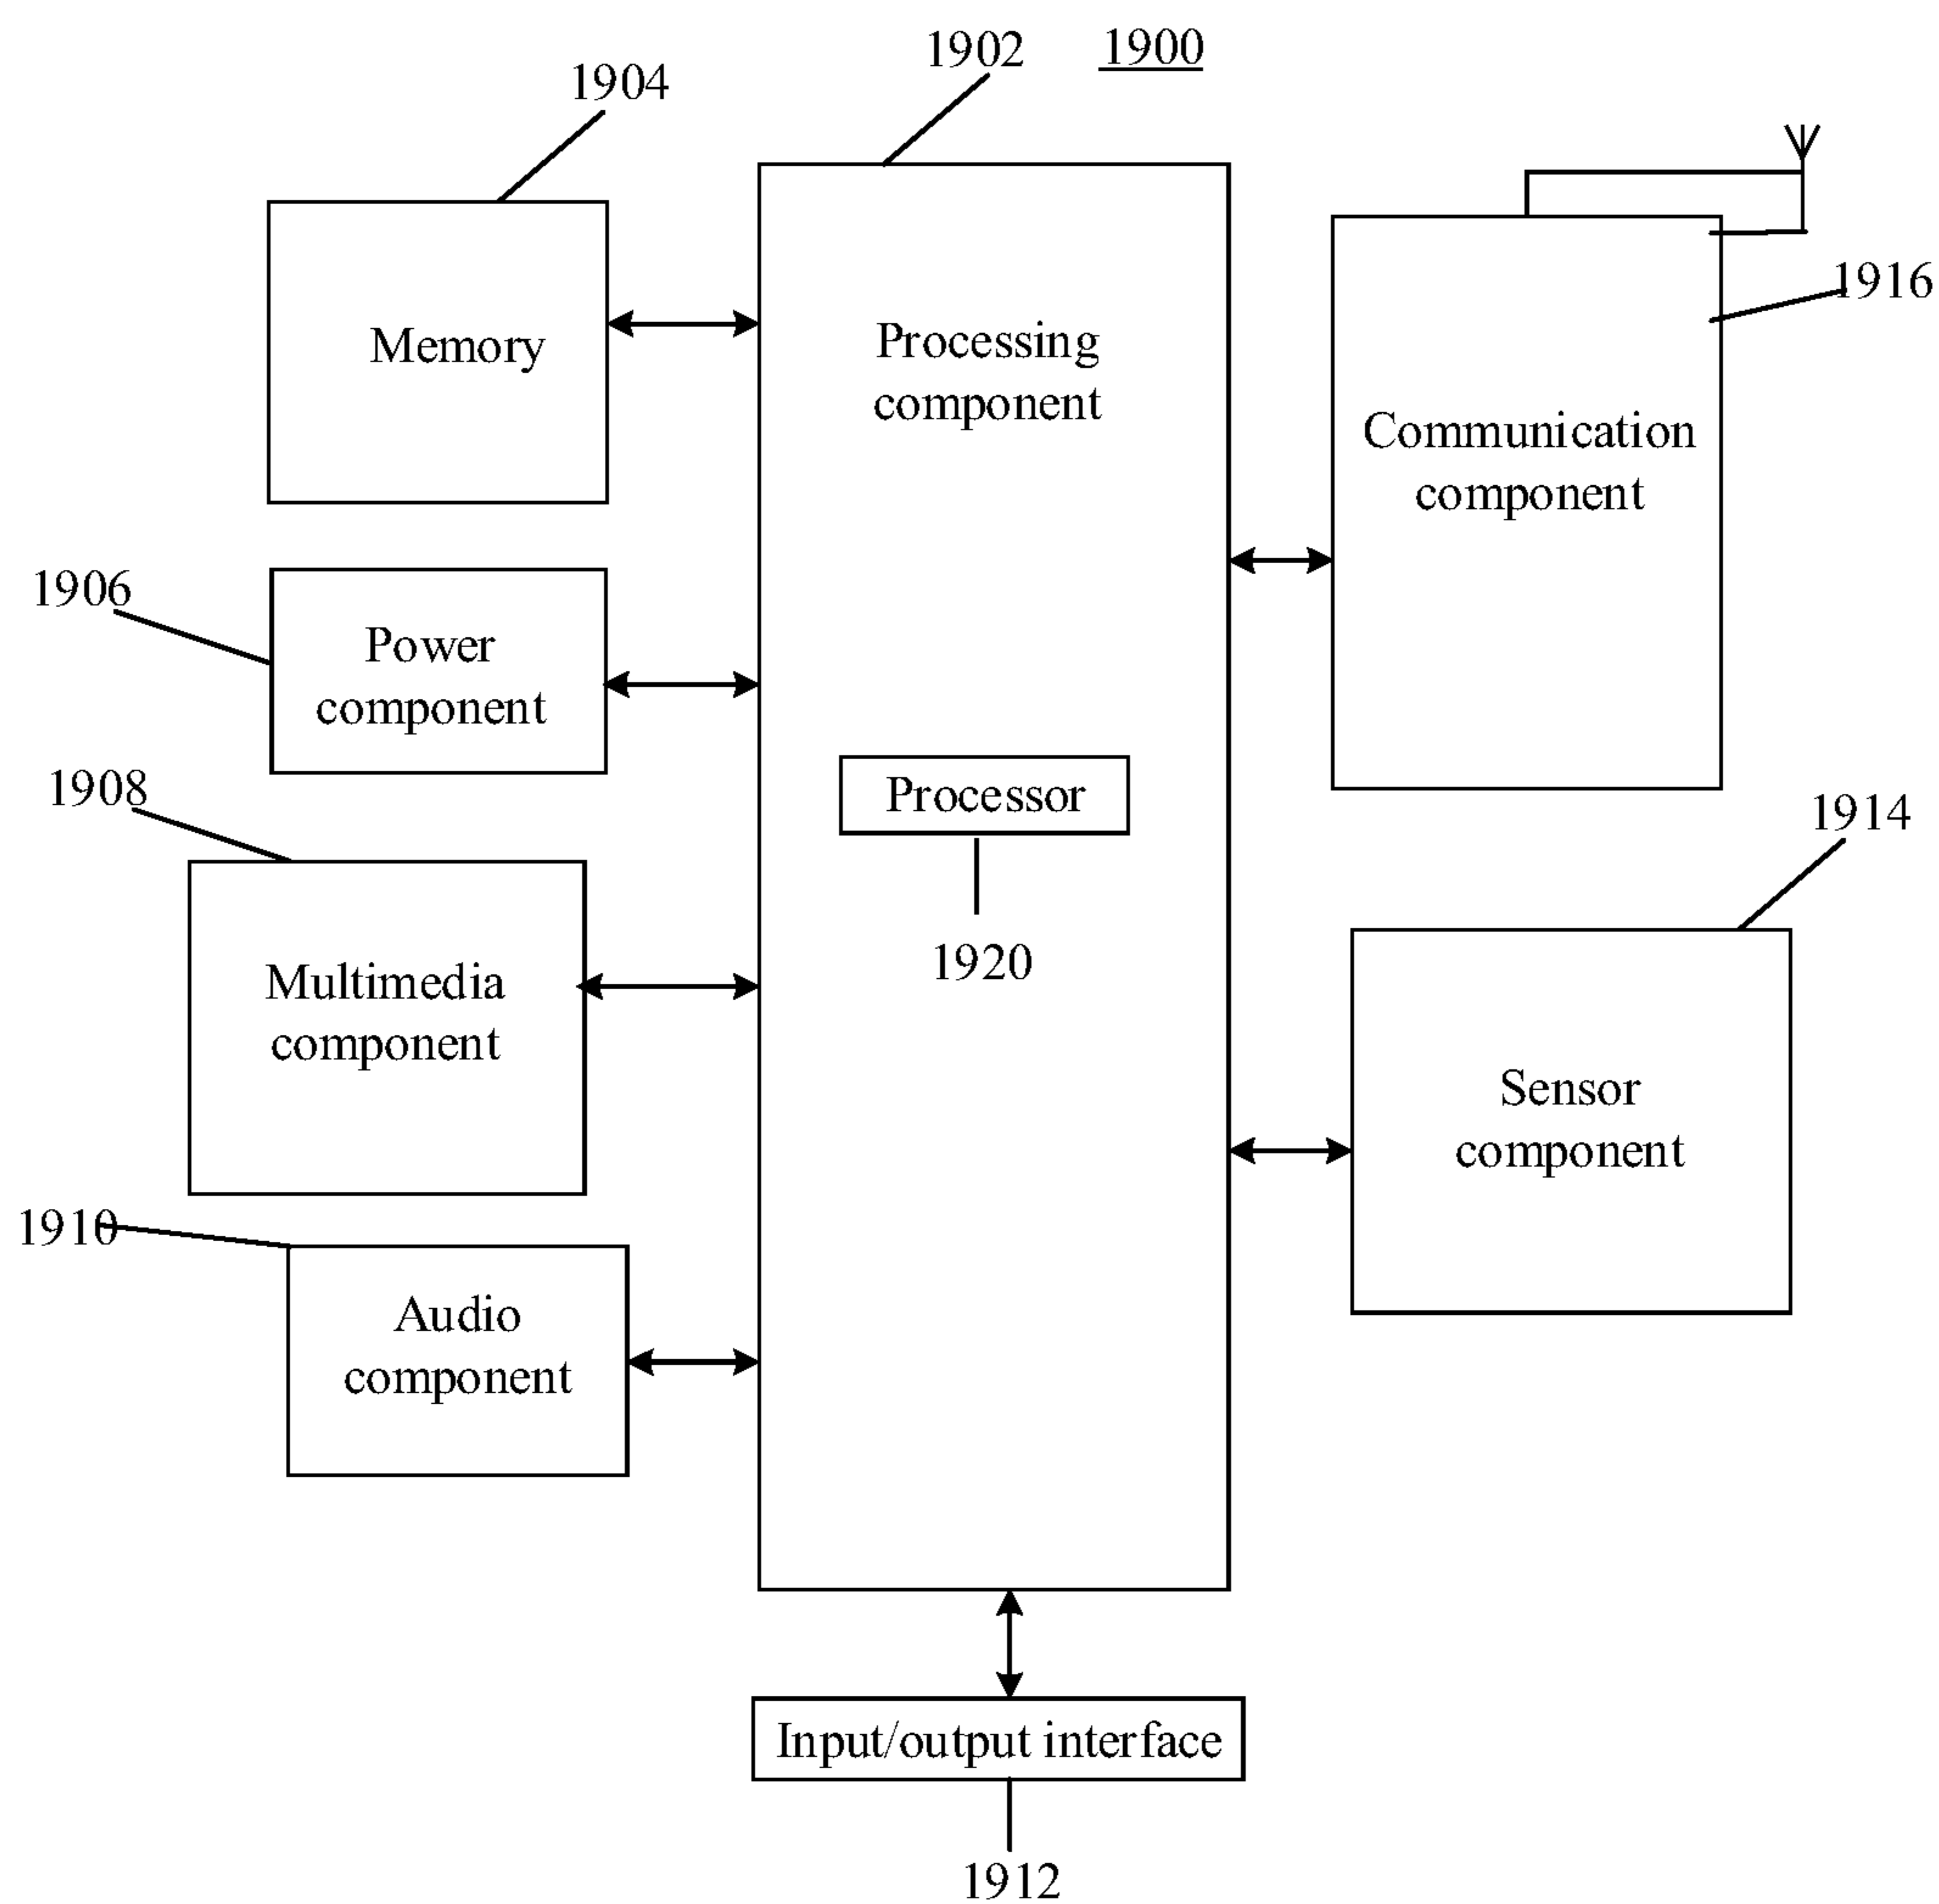 1902
1900
1904
Memory
Processing
component
1916
Communication
component
1906
Power
component
1908
Processor
1914
1920
Multimedia
component
Sensor
component
1910
Audio
component
Input/output interface
1912